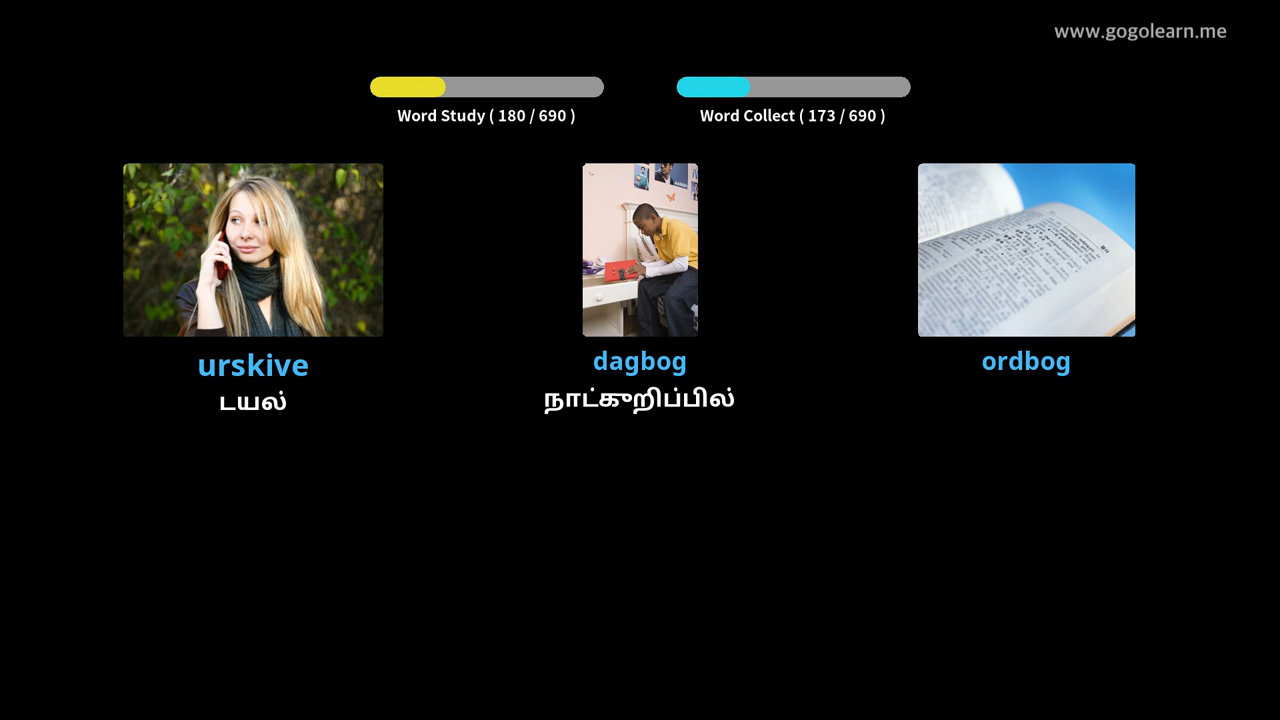 www.gogolearn.me
Word Study ( 180 / 690 )
Word Collect ( 173 / 690 )
urskive
dagbog
ordbog
டயல்
நாட்குறிப்பில்